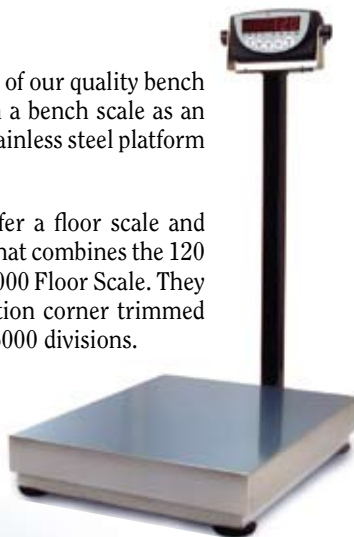 of our quality bench
a bench scale as an
ainless steel platform
fer a floor scale and
hat combines the 120
000 Floor Scale. They
tion corner trimmed
000 divisions.